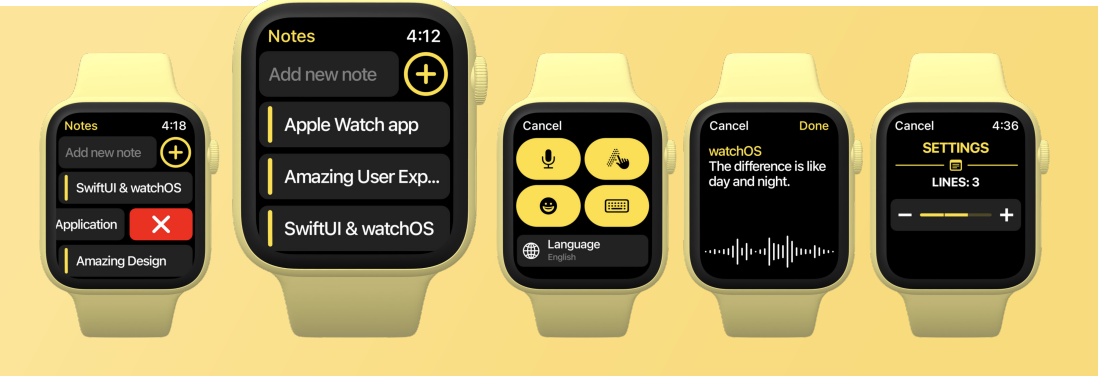 Notes 4:18
Add new note
SwiftUI & watchOS
Application
Amazing Design
Notes 4:12
Add new note
Apple Watch app
Amazing User Exp...
SwiftUI & watchOS
Cancel
Language
English
Cancel Done
watchOS
The difference is like
day and night.
Cancel 4:36
SETTINGS
LINES: 3